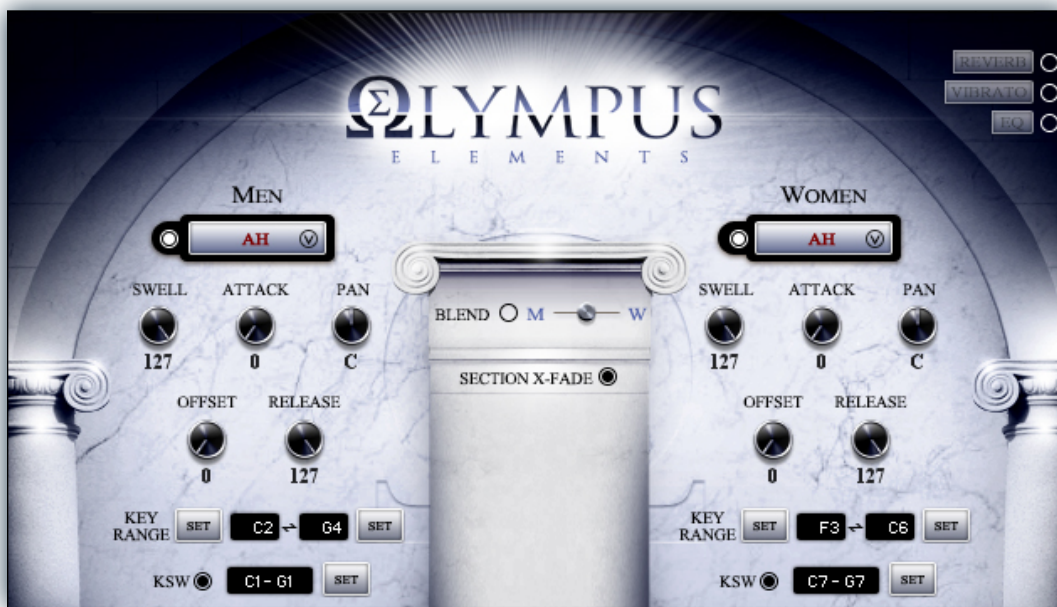 REVERB
VIBRATO
EQ
ΩΣLYMPUS
ELEMENTS
MEN
AH V
SWELL ATTACK PAN
127 0 C
OFFSET RELEASE
0 127
KEY RANGE SET C2 ⇌ G4 SET
KSW C1 - G1 SET
BLEND M W
SECTION X-FADE
WOMEN
AH V
SWELL ATTACK PAN
127 0 C
OFFSET RELEASE
0 127
KEY RANGE SET F3 ⇌ C6 SET
KSW C7 - G7 SET